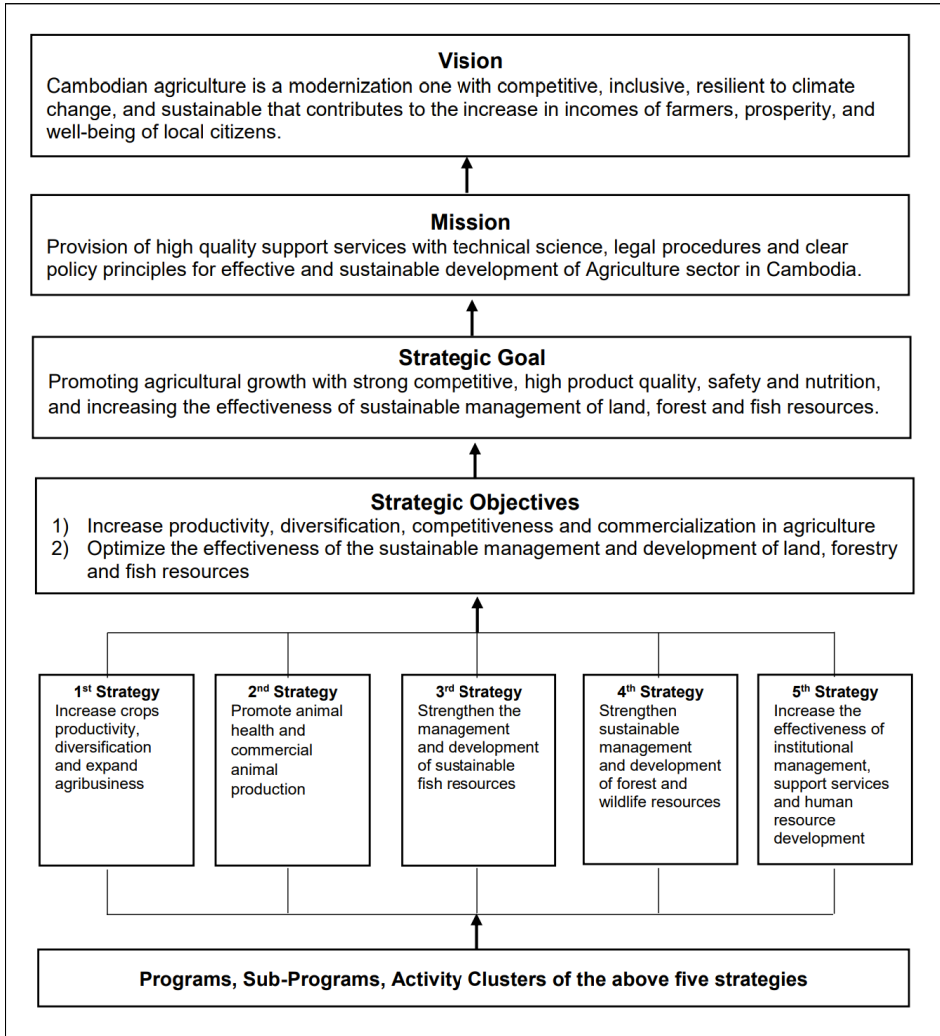 Vision
Cambodian agriculture is a modernization one with competitive, inclusive, resilient to climate
change, and sustainable that contributes to the increase in incomes of farmers, prosperity, and
well-being of local citizens.
Mission
Provision of high quality support services with technical science, legal procedures and clear
policy principles for effective and sustainable development of Agriculture sector in Cambodia.
Strategic Goal
Promoting agricultural growth with strong competitive, high product quality, safety and nutrition,
and increasing the effectiveness of sustainable management of land, forest and fish resources.
Strategic Objectives
1) Increase productivity, diversification, competitiveness and commercialization in agriculture
2) Optimize the effectiveness of the sustainable management and development of land, forestry
and fish resources
1st Strategy
Increase crops
productivity,
diversification
and expand
agribusiness
2nd Strategy
Promote animal
health and
commercial
animal
production
3rd Strategy
Strengthen the
management
and development
of sustainable
fish resources
4th Strategy
Strengthen
sustainable
management
and development
of forest and
wildlife resources
5th Strategy
Increase the
effectiveness of
institutional
management,
support services
and human
resource
development
Programs, Sub-Programs, Activity Clusters of the above five strategies